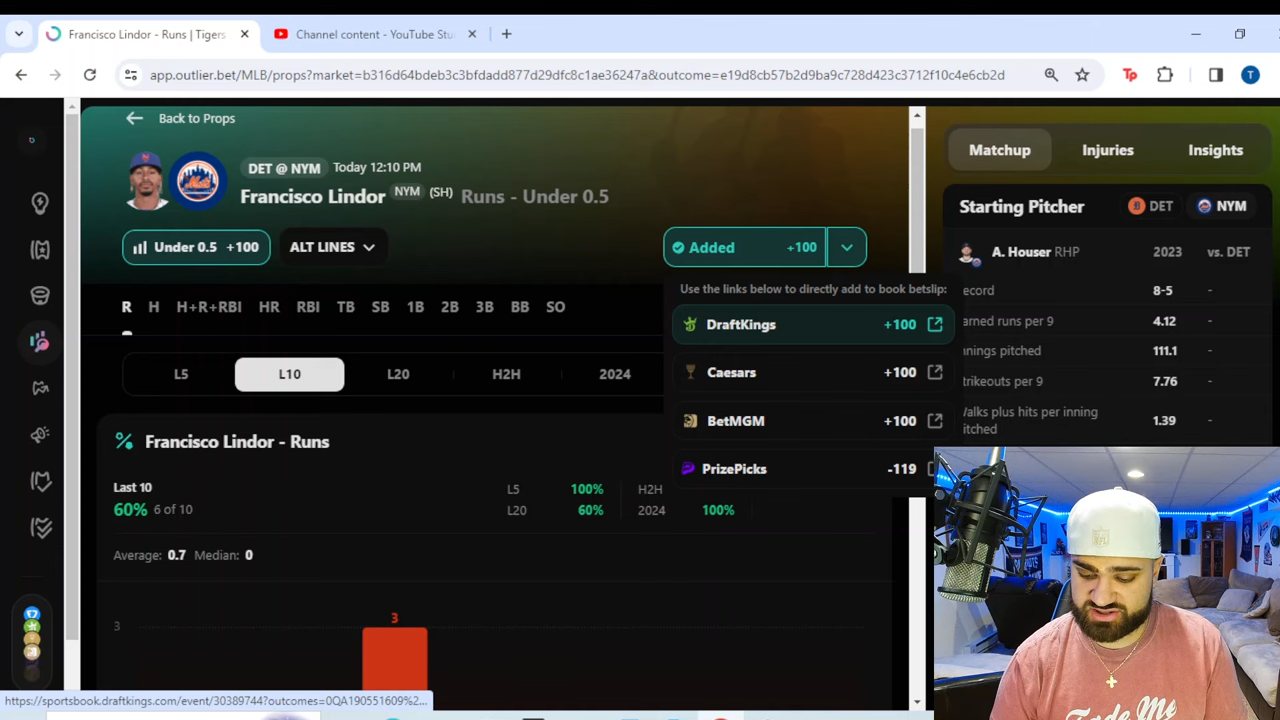 Francisco Lindor - Runs | Tigers
Channel content - YouTube Stu
app.outlier.bet/MLB/props?market=
T
Back to Props
DET @ NYM Today 12:10 PM
Francisco Lindor NYM (SH) Runs - Under 0.5
Under 0.5 +100
ALT LINES
Added +100
Use the links below to directly add to book betslip:
DraftKings +100
Caesars +100
BetMGM +100
PrizePicks -119
R H H+R+RBI HR RBI TB SB 1B 2B 3B BB SO
L5 L10 L20 H2H 2024
Francisco Lindor - Runs
Last 10
60% 6 of 10
L5 100% H2H
L20 60% 2024 100%
Average: 0.7 Median: 0
3
3
Matchup Injuries Insights
Starting Pitcher DET NYM
A. Houser RHP 2023 vs. DET
ecord 8-5 -
arned runs per 9 4.12 -
nnings pitched 111.1 -
trikeouts per 9 7.76 -
Walks plus hits per inning
pitched 1.39 -
https://sportsbook.draftkings.com/event/30389744?outcomes=0QA190551609%2...